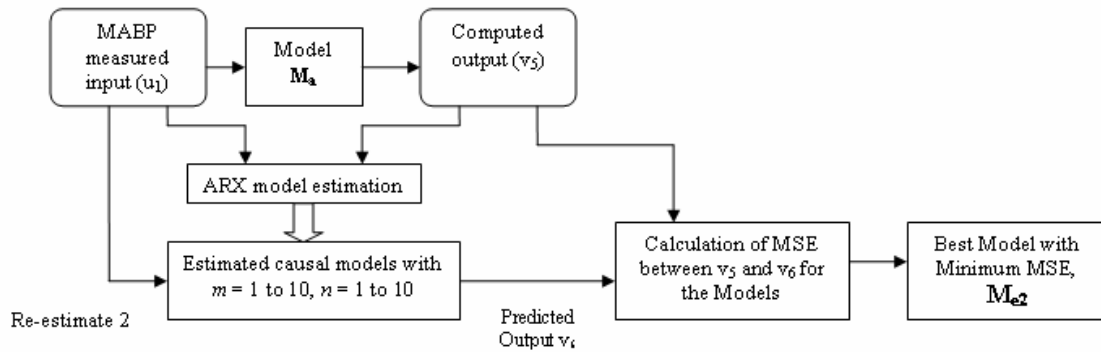 MABP
measured
input (u₁)
Model
Mₐ
Computed
output (v₅)
ARX model estimation
Estimated causal models with
m = 1 to 10, n = 1 to 10
Calculation of MSE
between v₅ and v₆ for
the Models
Best Model with
Minimum MSE,
Mₑ₂
Re-estimate 2
Predicted
Output v₆